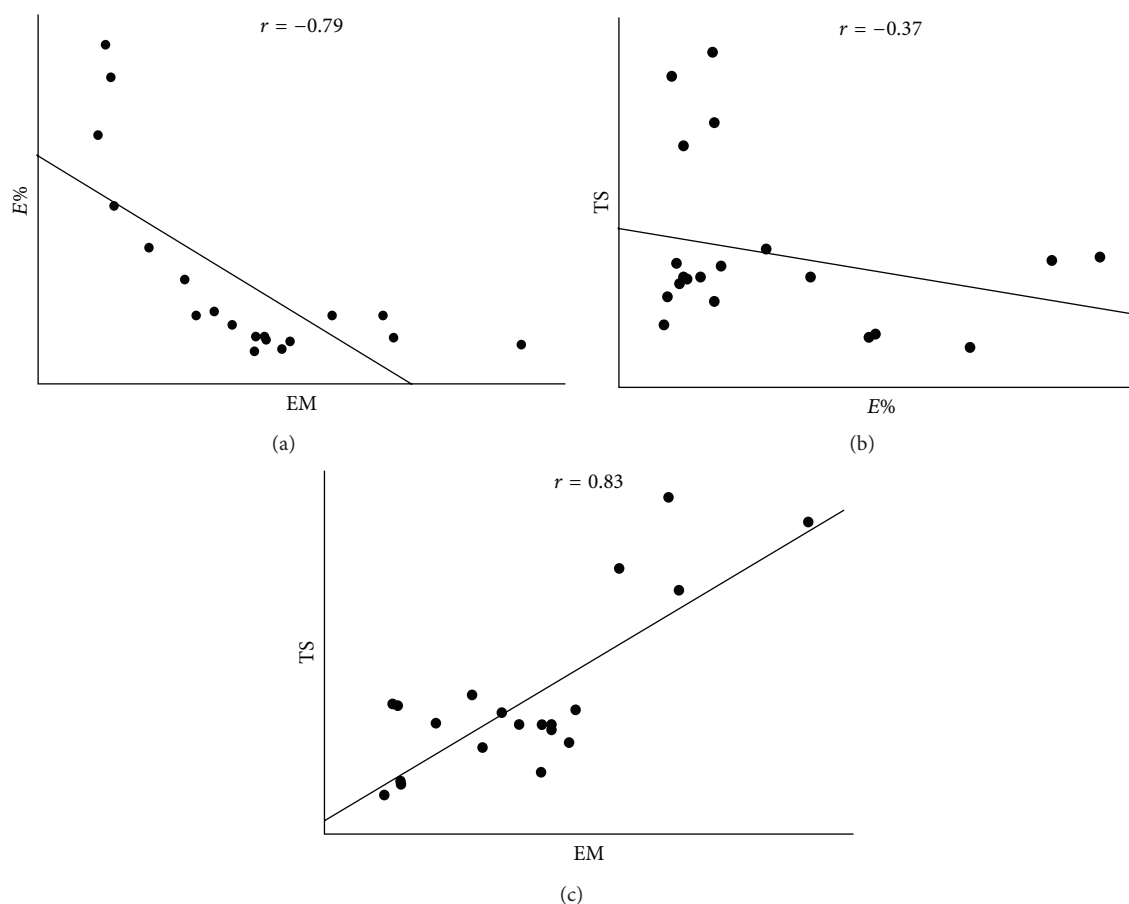 r = −0.79
E%
EM
(a)
r = −0.37
TS
E%
(b)
r = 0.83
TS
EM
(c)